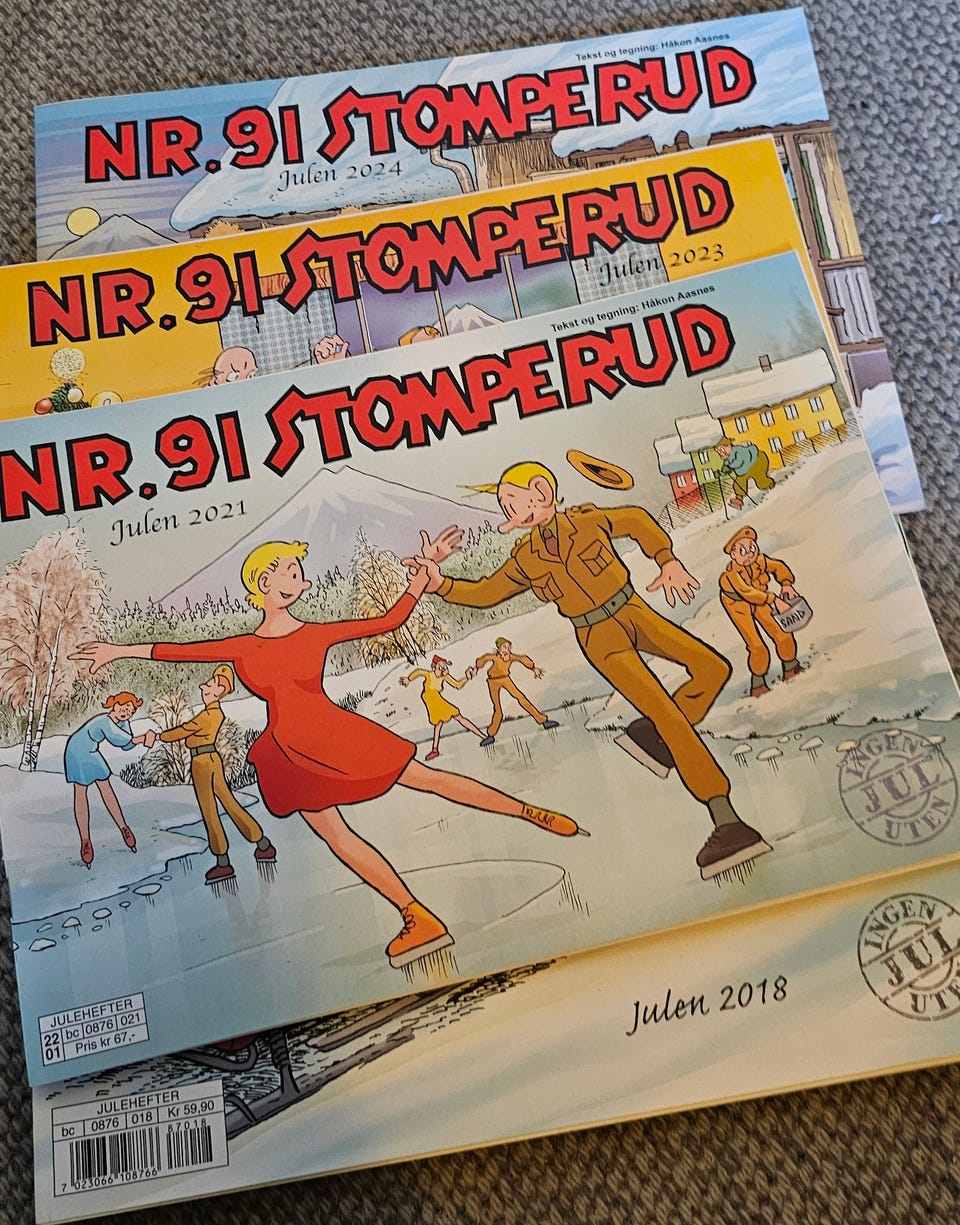 Tekst og tegning: Håkon Aasnes
NR.91 STOMPERUD
Julen 2024
NR.91 STOMPERUD
Julen 2023
Tekst og tegning: Håkon Aasnes
NR.91 STOMPERUD
Julen 2021
SAND
INGEN
JUL
UTEN
JULEHEFTER
22 bc 0876 021
01 Pris kr 67,-
INGEN
JUL
UTEN
Julen 2018
JULEHEFTER
bc 0876 018 Kr 59,90
87018
7 023066 108766